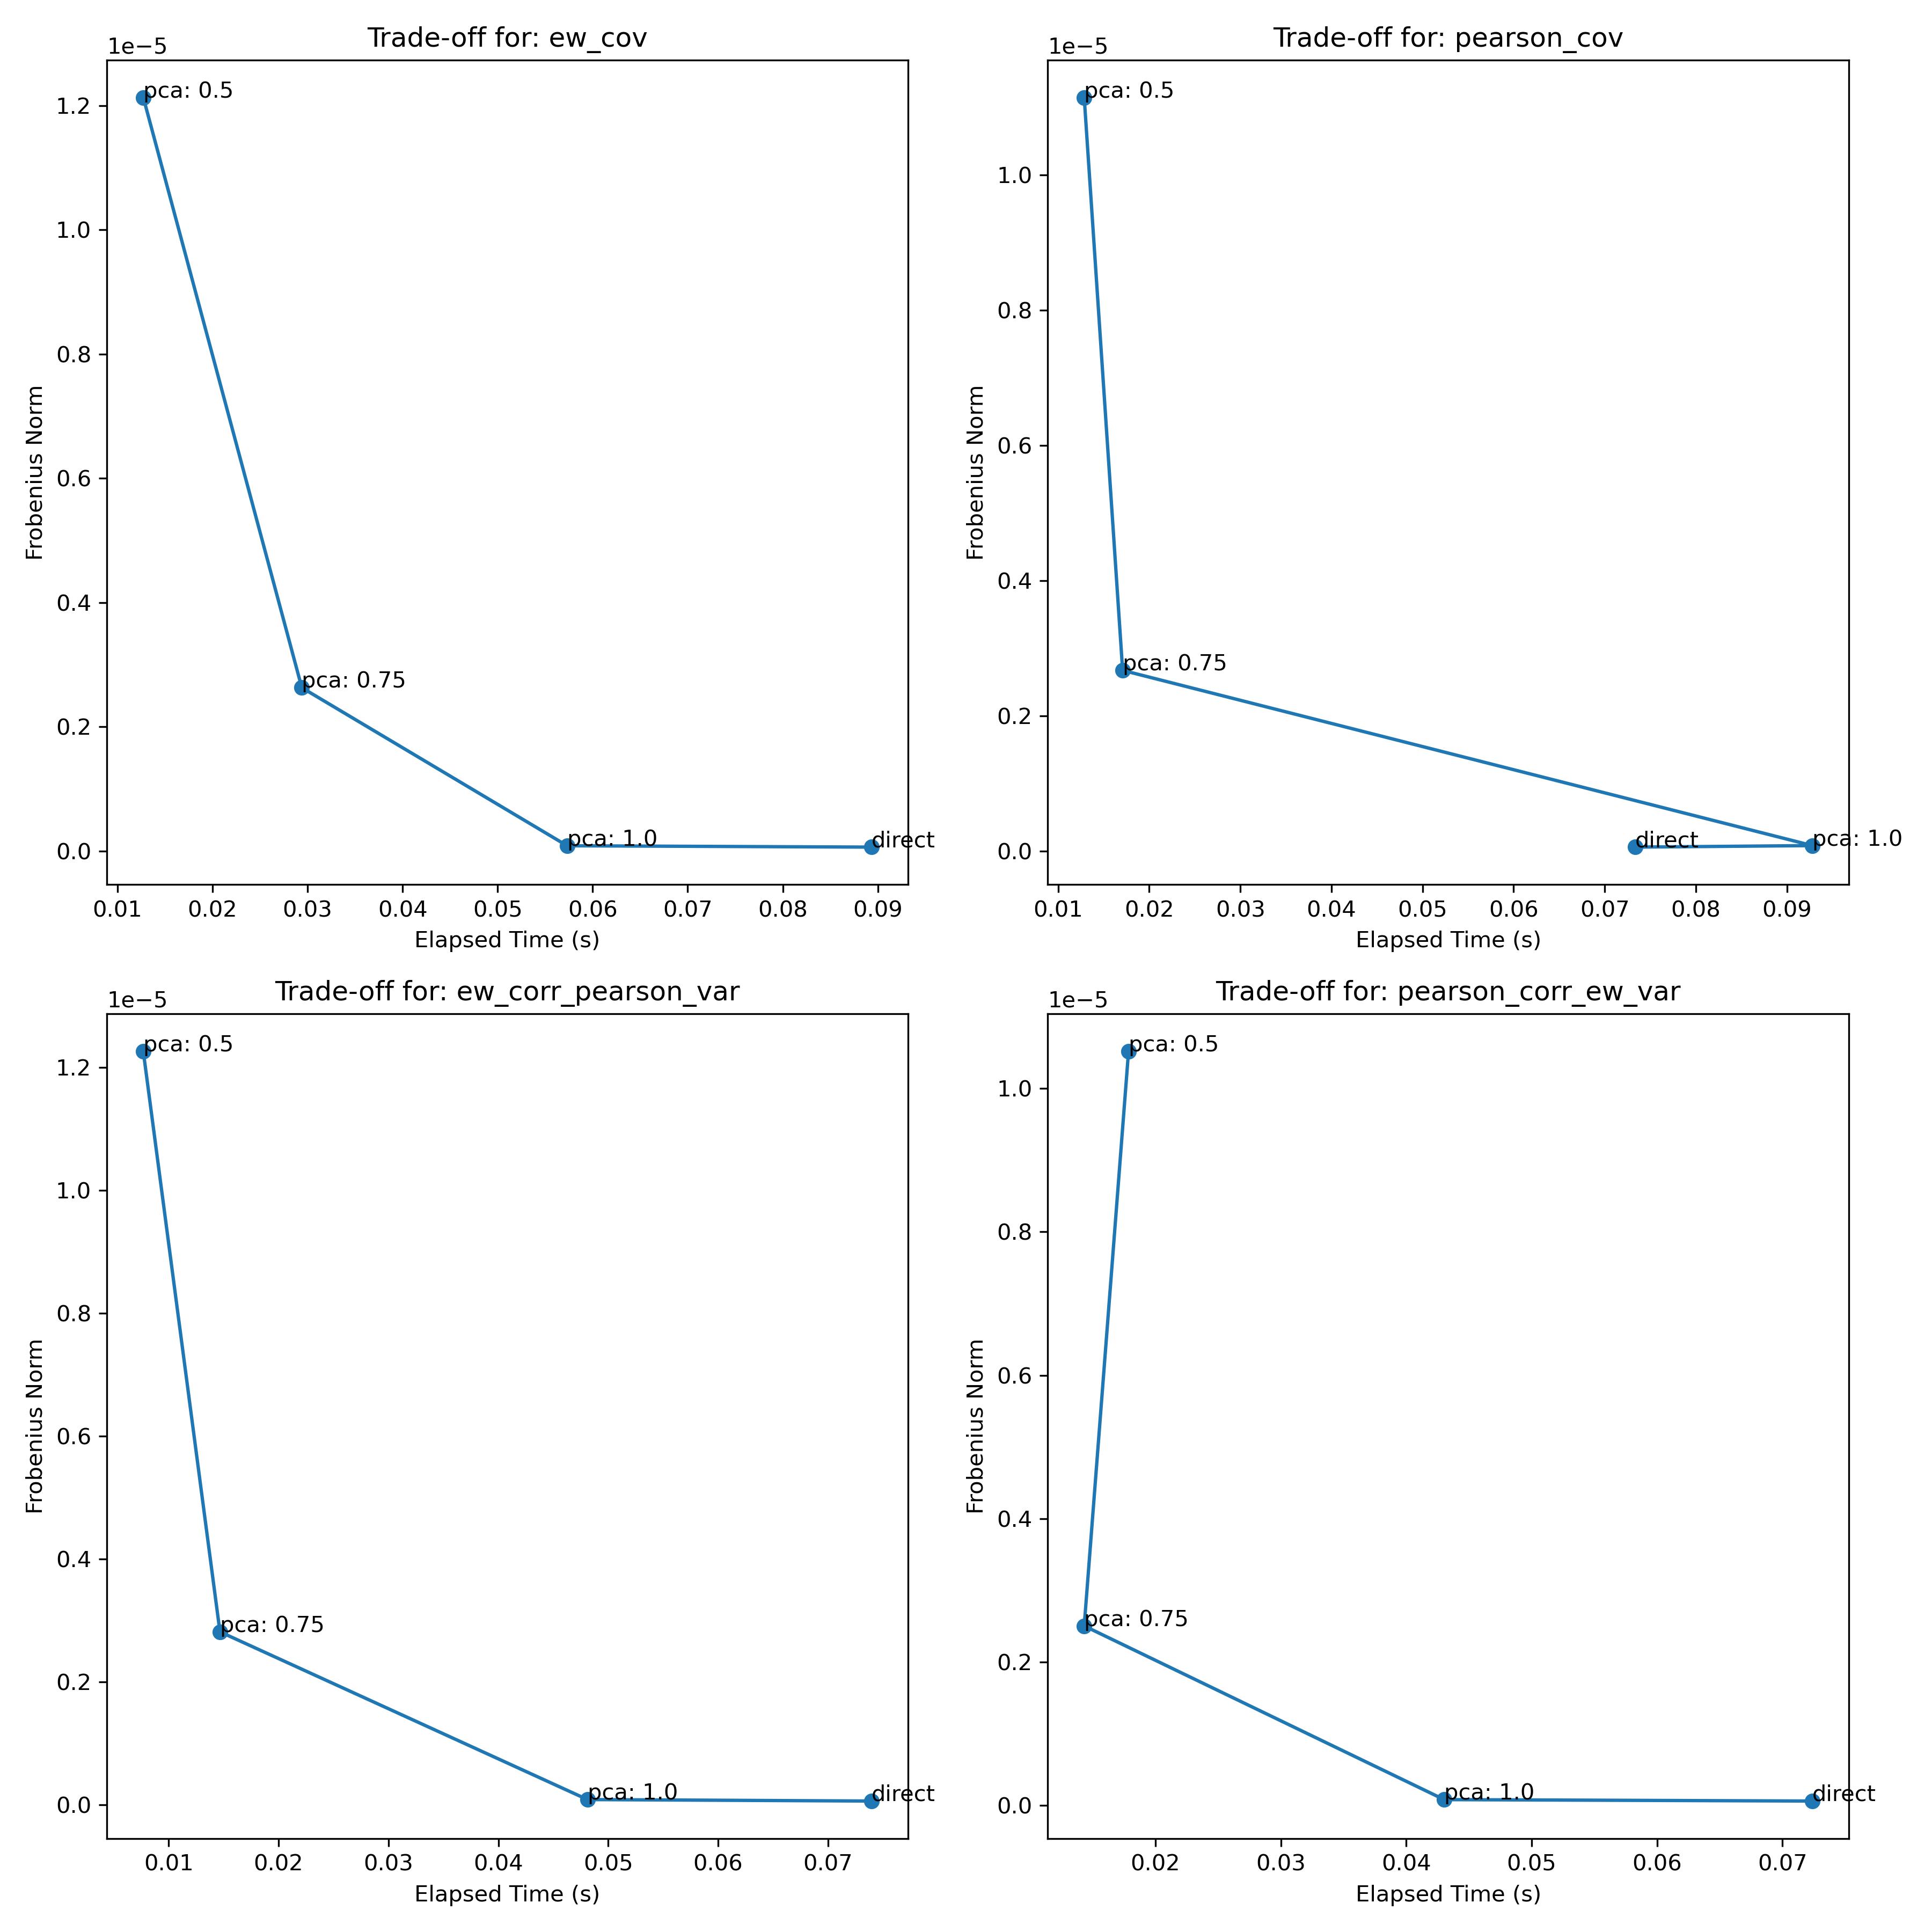 Trade-off for: ew_cov
1e−5
1.2
1.0
0.8
0.6
0.4
0.2
0.0
Frobenius Norm
pca: 0.5
pca: 0.75
pca: 1.0
direct
0.01 0.02 0.03 0.04 0.05 0.06 0.07 0.08 0.09
Elapsed Time (s)
Trade-off for: pearson_cov
1e−5
1.0
0.8
0.6
0.4
0.2
0.0
Frobenius Norm
pca: 0.5
pca: 0.75
direct
pca: 1.0
0.01 0.02 0.03 0.04 0.05 0.06 0.07 0.08 0.09
Elapsed Time (s)
Trade-off for: ew_corr_pearson_var
1e−5
1.2
1.0
0.8
0.6
0.4
0.2
0.0
Frobenius Norm
pca: 0.5
pca: 0.75
pca: 1.0
direct
0.01 0.02 0.03 0.04 0.05 0.06 0.07
Elapsed Time (s)
Trade-off for: pearson_corr_ew_var
1e−5
1.0
0.8
0.6
0.4
0.2
0.0
Frobenius Norm
pca: 0.5
pca: 0.75
pca: 1.0
direct
0.02 0.03 0.04 0.05 0.06 0.07
Elapsed Time (s)